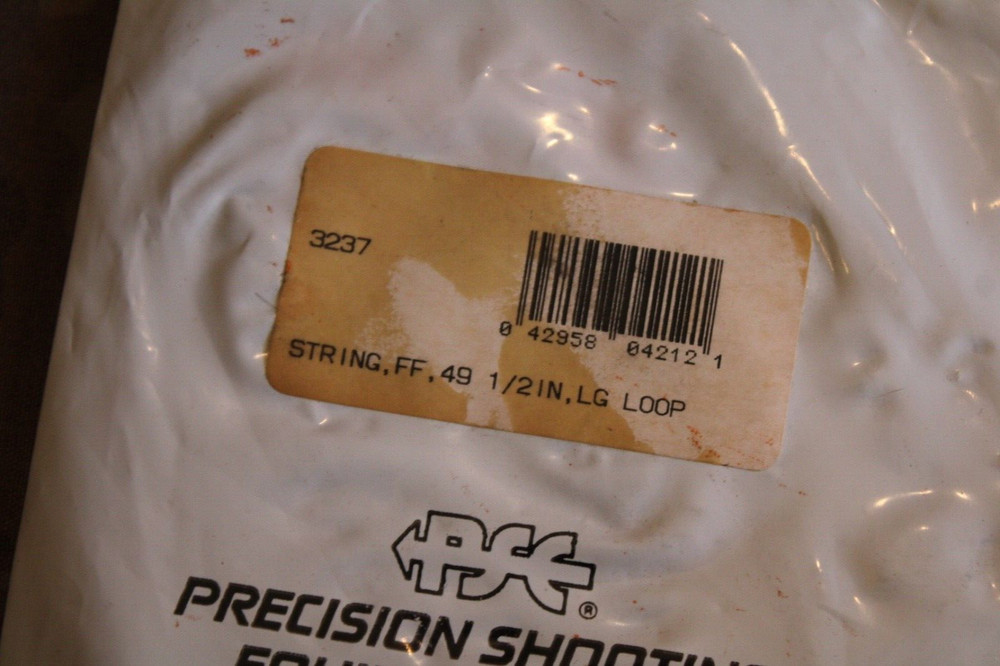 3237
0 42958 04212 1
STRING,FF,49 1/2IN,LG LOOP
PSE®
PRECISION SHOOTING